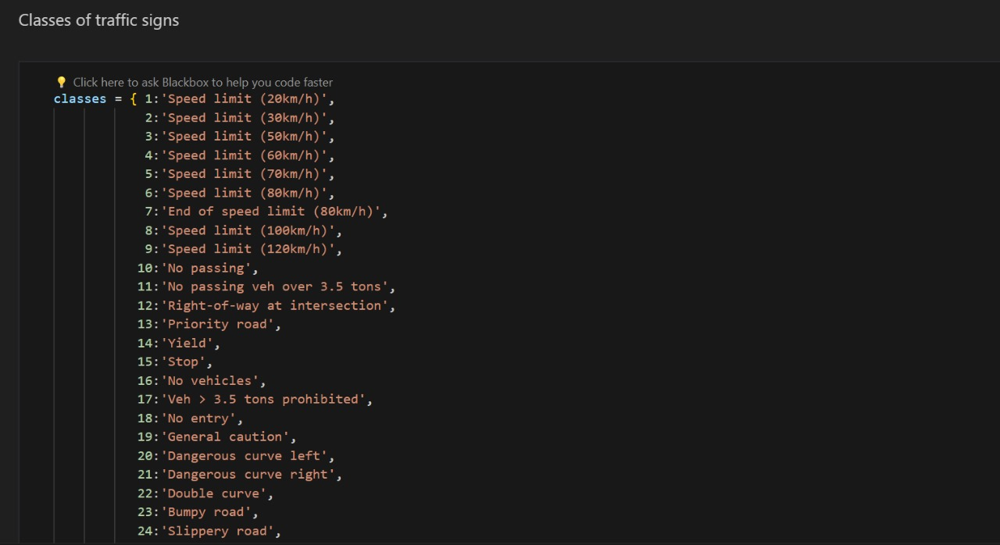 Classes of traffic signs
💡 Click here to ask Blackbox to help you code faster
classes = { 1:'Speed limit (20km/h)',
2:'Speed limit (30km/h)',
3:'Speed limit (50km/h)',
4:'Speed limit (60km/h)',
5:'Speed limit (70km/h)',
6:'Speed limit (80km/h)',
7:'End of speed limit (80km/h)',
8:'Speed limit (100km/h)',
9:'Speed limit (120km/h)',
10:'No passing',
11:'No passing veh over 3.5 tons',
12:'Right-of-way at intersection',
13:'Priority road',
14:'Yield',
15:'Stop',
16:'No vehicles',
17:'Veh > 3.5 tons prohibited',
18:'No entry',
19:'General caution',
20:'Dangerous curve left',
21:'Dangerous curve right',
22:'Double curve',
23:'Bumpy road',
24:'Slippery road',